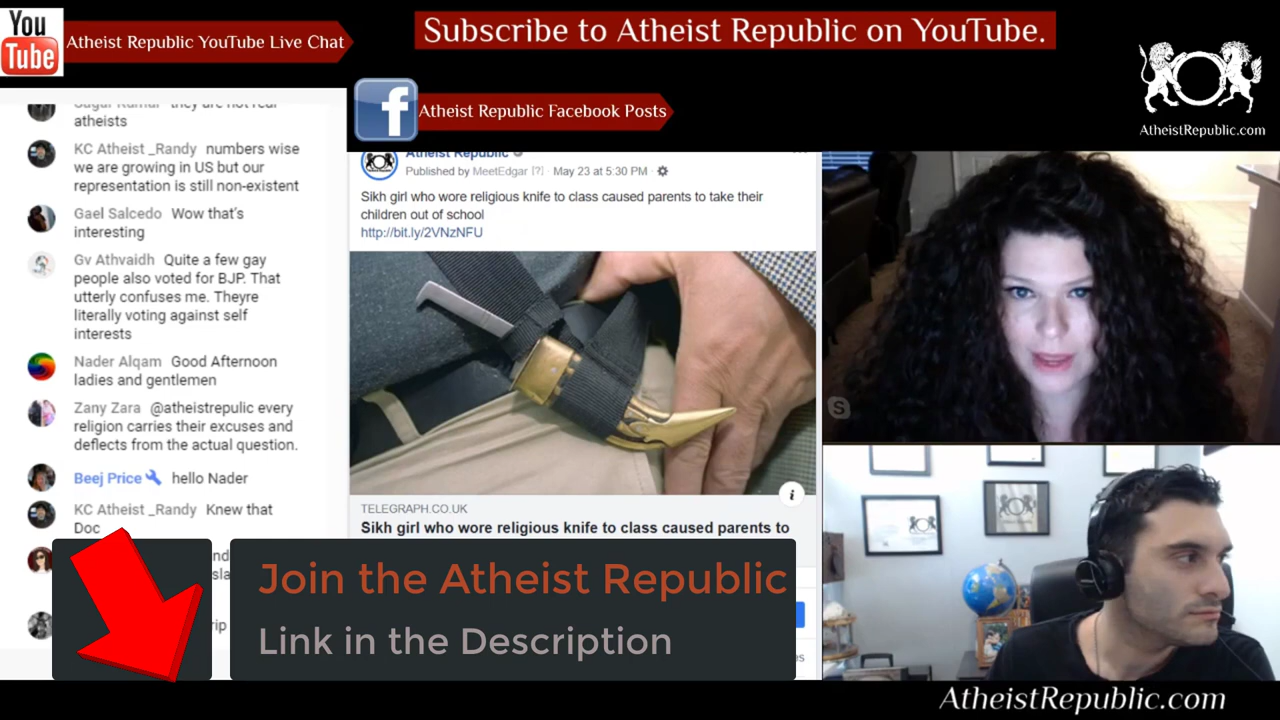 You
Tube
Atheist Republic YouTube Live Chat
Subscribe to Atheist Republic on YouTube.
AtheistRepublic.com
f
Atheist Republic Facebook Posts
Sugar Kumar they are not real
atheists
KC Atheist _Randy numbers wise
we are growing in US but our
representation is still non-existent
Gael Salcedo Wow that's
interesting
Gv Athvaidh Quite a few gay
people also voted for BJP. That
utterly confuses me. Theyre
literally voting against self
interests
Nader Alqam Good Afternoon
ladies and gentlemen
Zany Zara @atheistrepulic every
religion carries their excuses and
deflects from the actual question.
Beej Price hello Nader
KC Atheist _Randy Knew that
Doc
Atheist Republic
Published by MeetEdgar [?] · May 23 at 5:30 PM ·
Sikh girl who wore religious knife to class caused parents to take their
children out of school
http://bit.ly/2VNzNFU
i
TELEGRAPH.CO.UK
Sikh girl who wore religious knife to class caused parents to
Join the Atheist Republic
Link in the Description
S
AtheistRepublic.com